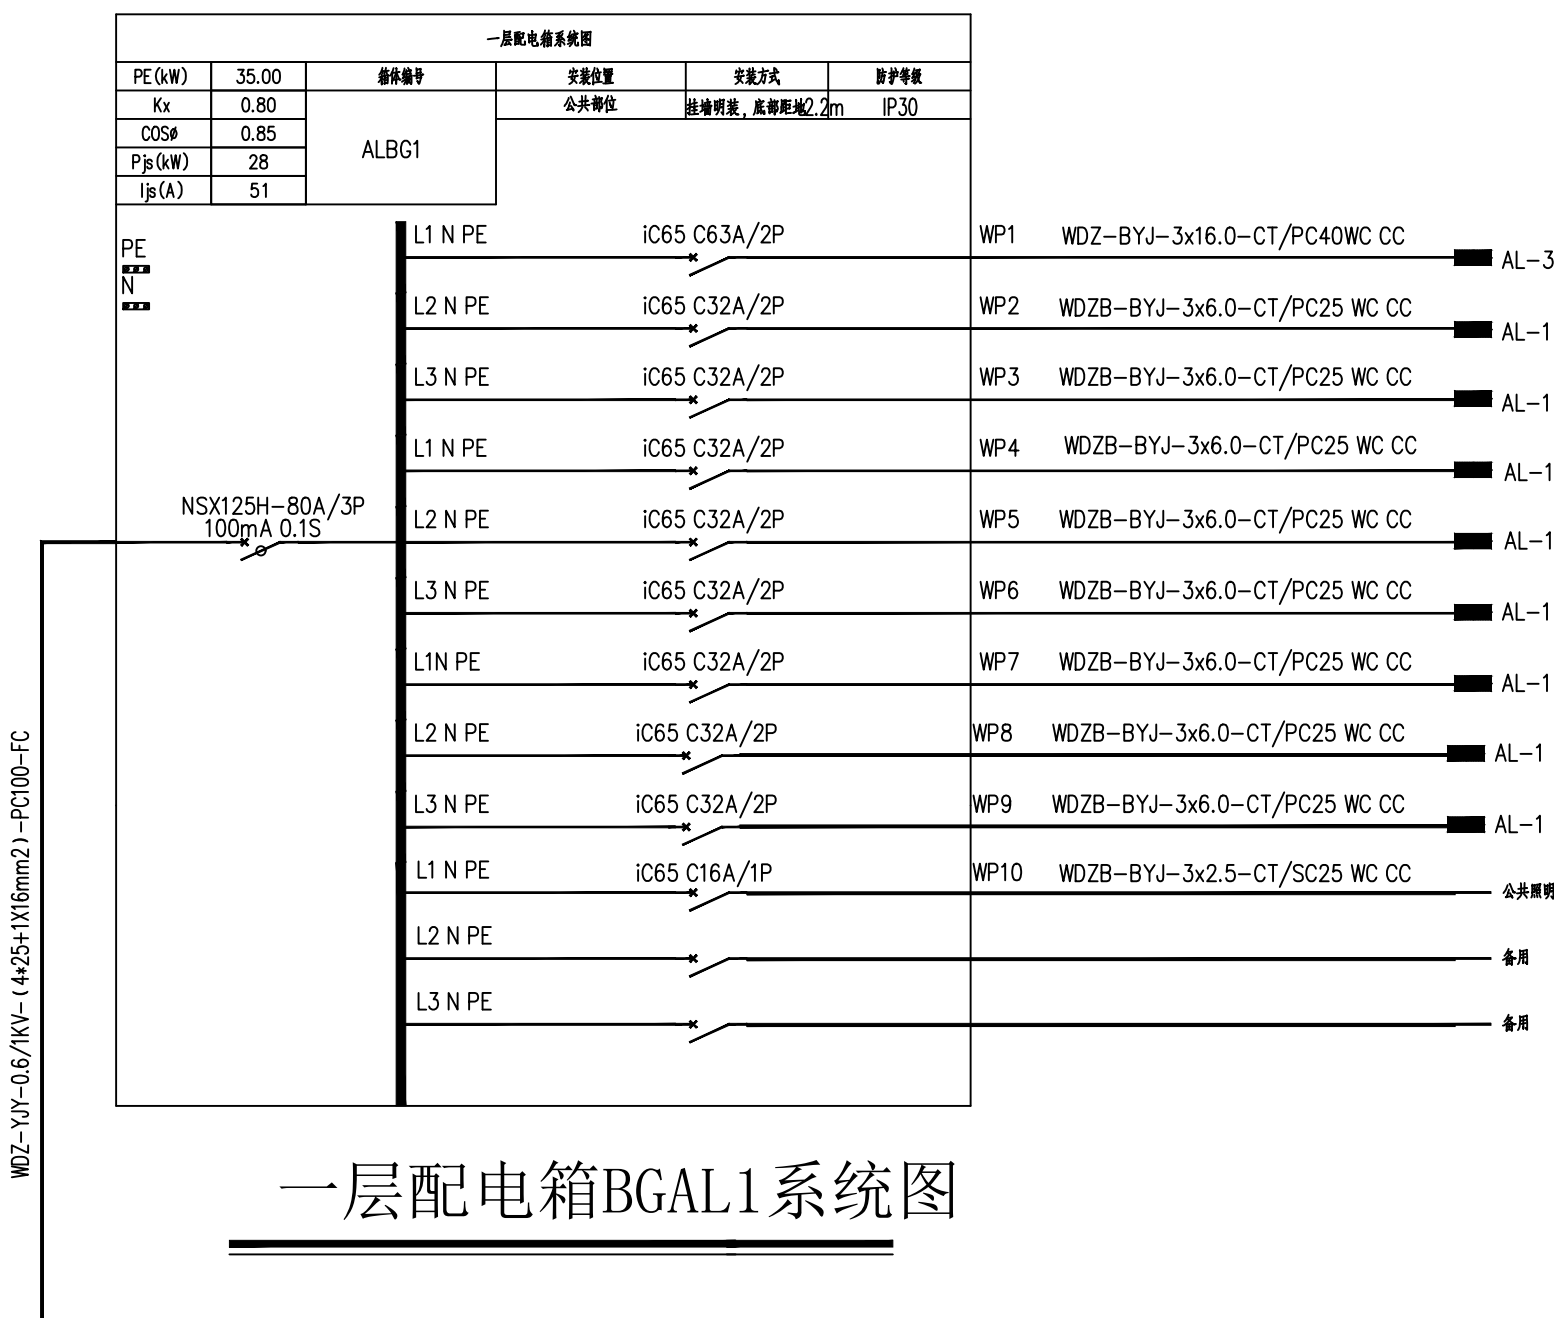 一层配电箱系统图
PE(kW) 35.00 箱体编号 安装位置 安装方式 防护等级
Kx 0.80 ALBG1 公共部位 挂墙明装，底部距地2.2m IP30
COSø 0.85
Pjs(kW) 28
Ijs(A) 51
PE
N
L1 N PE iC65 C63A/2P WP1 WDZ-BYJ-3x16.0-CT/PC40WC CC AL-3
L2 N PE iC65 C32A/2P WP2 WDZB-BYJ-3x6.0-CT/PC25 WC CC AL-1
L3 N PE iC65 C32A/2P WP3 WDZB-BYJ-3x6.0-CT/PC25 WC CC AL-1
L1 N PE iC65 C32A/2P WP4 WDZB-BYJ-3x6.0-CT/PC25 WC CC AL-1
NSX125H-80A/3P
100mA 0.1S
L2 N PE iC65 C32A/2P WP5 WDZB-BYJ-3x6.0-CT/PC25 WC CC AL-1
L3 N PE iC65 C32A/2P WP6 WDZB-BYJ-3x6.0-CT/PC25 WC CC AL-1
L1N PE iC65 C32A/2P WP7 WDZB-BYJ-3x6.0-CT/PC25 WC CC AL-1
L2 N PE iC65 C32A/2P WP8 WDZB-BYJ-3x6.0-CT/PC25 WC CC AL-1
L3 N PE iC65 C32A/2P WP9 WDZB-BYJ-3x6.0-CT/PC25 WC CC AL-1
L1 N PE iC65 C16A/1P WP10 WDZB-BYJ-3x2.5-CT/SC25 WC CC 公共照明
L2 N PE 备用
L3 N PE 备用
WDZ-YJY-0.6/1KV-(4*25+1X16mm2)-PC100-FC
一层配电箱BGAL1系统图